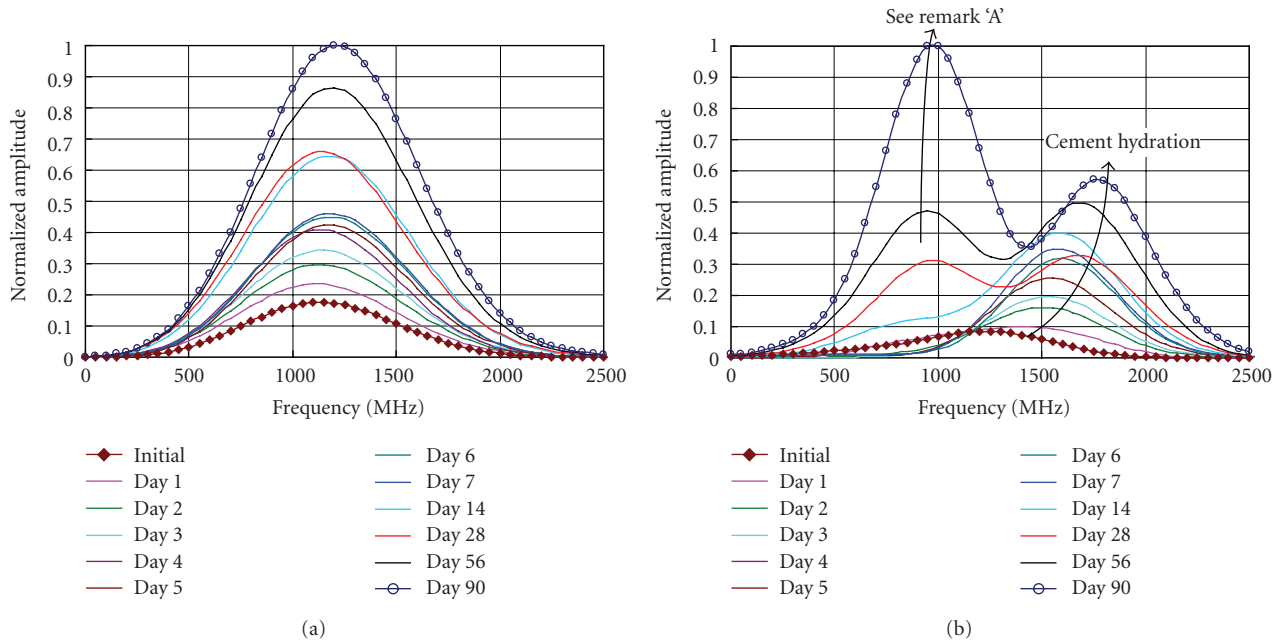 1
0.9
0.8
0.7
0.6
0.5
0.4
0.3
0.2
0.1
0
Normalized amplitude
0 500 1000 1500 2000 2500
Frequency (MHz)
Initial
Day 1
Day 2
Day 3
Day 4
Day 5
Day 6
Day 7
Day 14
Day 28
Day 56
Day 90
(a)
See remark ‘A’
1
0.9
0.8
0.7
0.6
0.5
0.4
0.3
0.2
0.1
0
Normalized amplitude
Cement hydration
0 500 1000 1500 2000 2500
Frequency (MHz)
Initial
Day 1
Day 2
Day 3
Day 4
Day 5
Day 6
Day 7
Day 14
Day 28
Day 56
Day 90
(b)